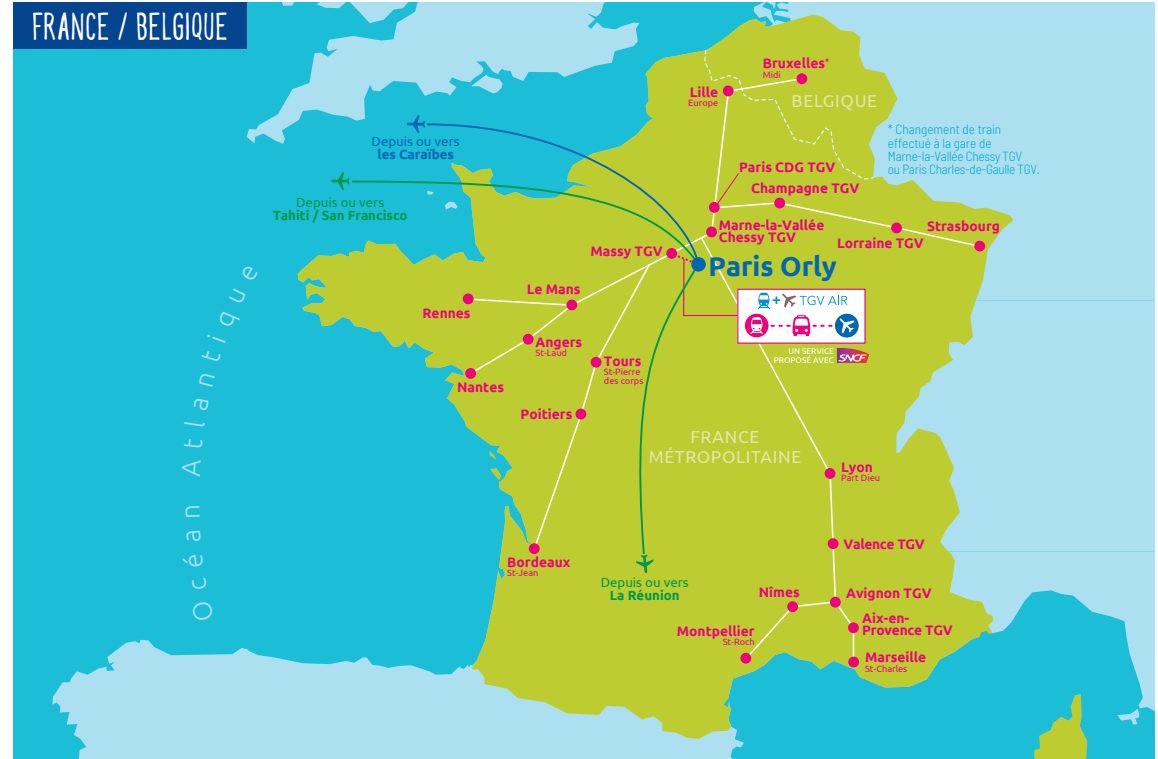 FRANCE / BELGIQUE
Bruxelles*
Midi
Lille
Europe
BELGIQUE
* Changement de train
effectué à la gare de
Marne-la-Vallée Chessy TGV
ou Paris Charles-de-Gaulle TGV.
Depuis ou vers
les Caraïbes
Paris CDG TGV
Champagne TGV
Depuis ou vers
Tahiti / San Francisco
Marne-la-Vallée
Chessy TGV
Lorraine TGV
Strasbourg
Massy TGV
Paris Orly
Le Mans
Rennes
+ TGV AIR
Angers
St-Laud
UN SERVICE
PROPOSÉ AVEC SNCF
Tours
St-Pierre
des corps
Nantes
Poitiers
Océan Atlantique
FRANCE
MÉTROPOLITAINE
Lyon
Part Dieu
Valence TGV
Bordeaux
St-Jean
Depuis ou vers
La Réunion
Nîmes
Avignon TGV
Aix-en-
Provence TGV
Montpellier
St-Roch
Marseille
St-Charles